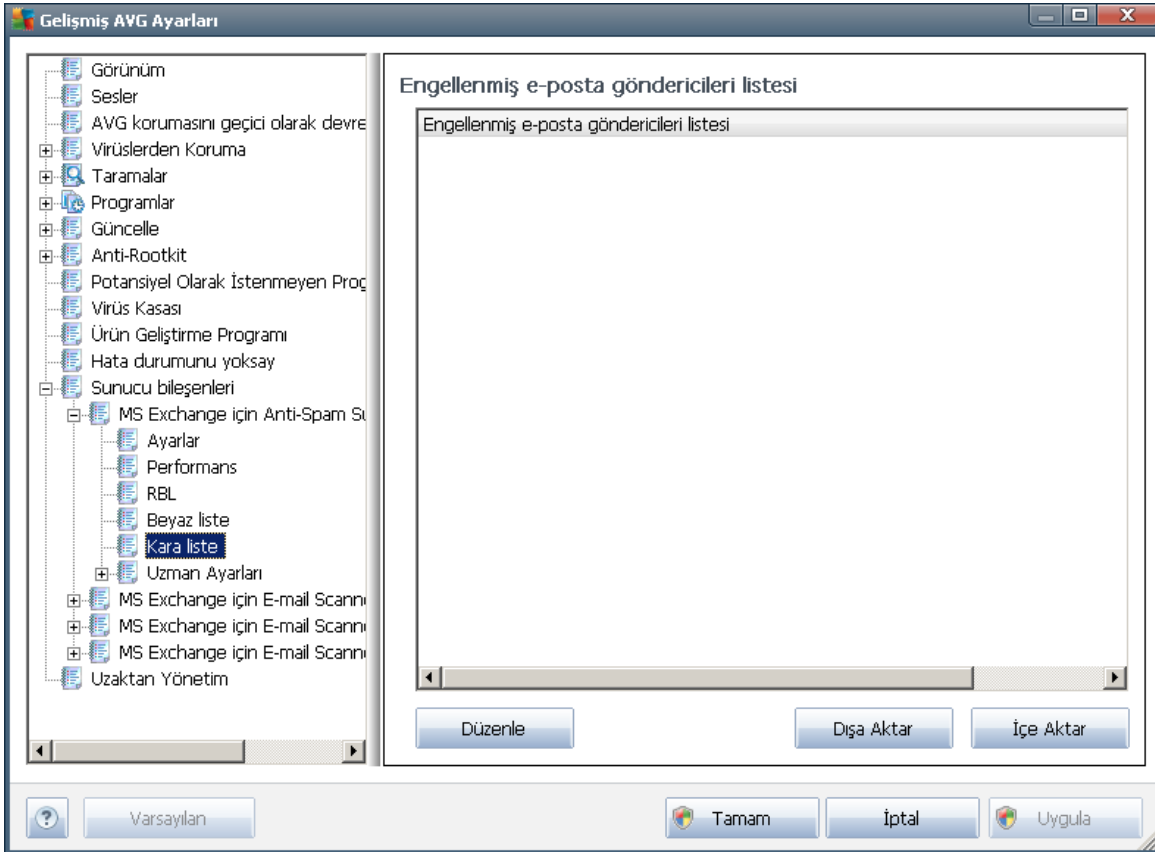 Gelişmiş AVG Ayarları
Görünüm
Sesler
AVG korumasını geçici olarak devre
Virüslerden Koruma
Taramalar
Programlar
Güncelle
Anti-Rootkit
Potansiyel Olarak İstenmeyen Prog
Virüs Kasası
Ürün Geliştirme Programı
Hata durumunu yoksay
Sunucu bileşenleri
MS Exchange için Anti-Spam Su
Ayarlar
Performans
RBL
Beyaz liste
Kara liste
Uzman Ayarları
MS Exchange için E-mail Scann
MS Exchange için E-mail Scann
MS Exchange için E-mail Scann
Uzaktan Yönetim
Engellenmiş e-posta göndericileri listesi
Engellenmiş e-posta göndericileri listesi
Düzenle
Dışa Aktar
İçe Aktar
?
Varsayılan
Tamam
İptal
Uygula